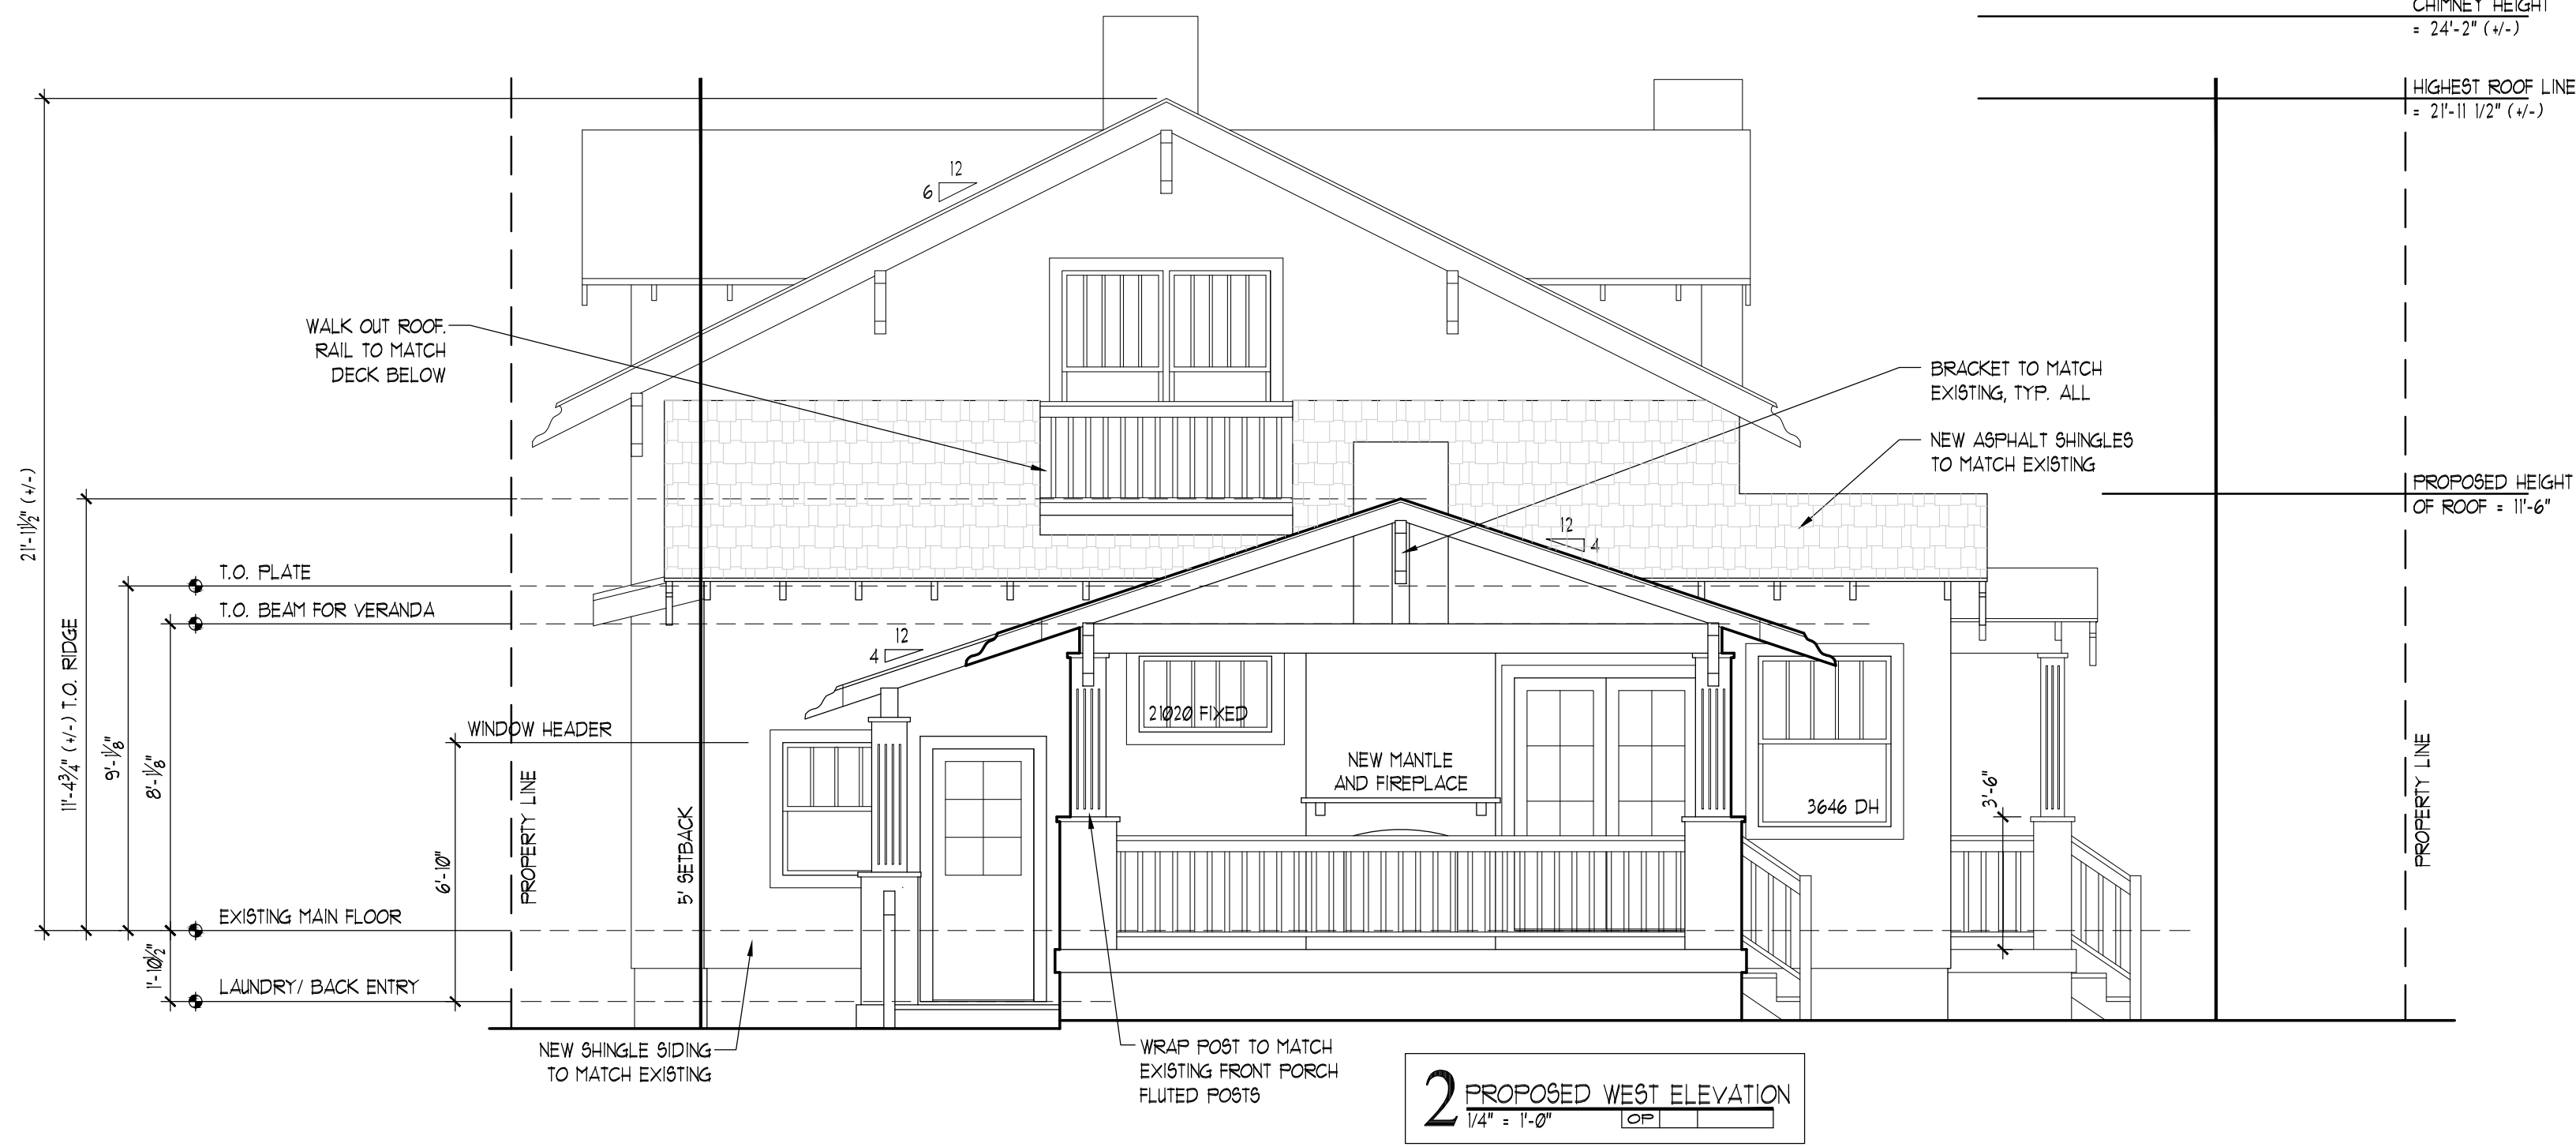 CHIMNEY HEIGHT
= 24'-2" (+/-)
HIGHEST ROOF LINE
= 21'-11 1/2" (+/-)
12
6
WALK OUT ROOF.
RAIL TO MATCH
DECK BELOW
BRACKET TO MATCH
EXISTING, TYP. ALL
NEW ASPHALT SHINGLES
TO MATCH EXISTING
PROPOSED HEIGHT
OF ROOF = 11'-6"
21'-11½" (+/-)
12
4
T.O. PLATE
T.O. BEAM FOR VERANDA
12
4
11'-4¾" (+/-) T.O. RIDGE
9'-1⅛"
8'-1⅛"
WINDOW HEADER
21020 FIXED
NEW MANTLE
AND FIREPLACE
3646 DH
3'-6"
PROPERTY LINE
PROPERTY LINE
5' SETBACK
6'-10"
EXISTING MAIN FLOOR
1'-10½"
LAUNDRY/ BACK ENTRY
NEW SHINGLE SIDING
TO MATCH EXISTING
WRAP POST TO MATCH
EXISTING FRONT PORCH
FLUTED POSTS
2 PROPOSED WEST ELEVATION
1/4" = 1'-0"
OP